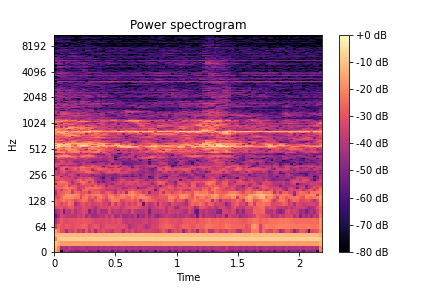 Power spectrogram
8192
4096
2048
1024
512
256
128
64
0
Hz
0
0.5
1
1.5
2
Time
+0 dB
-10 dB
-20 dB
-30 dB
-40 dB
-50 dB
-60 dB
-70 dB
-80 dB